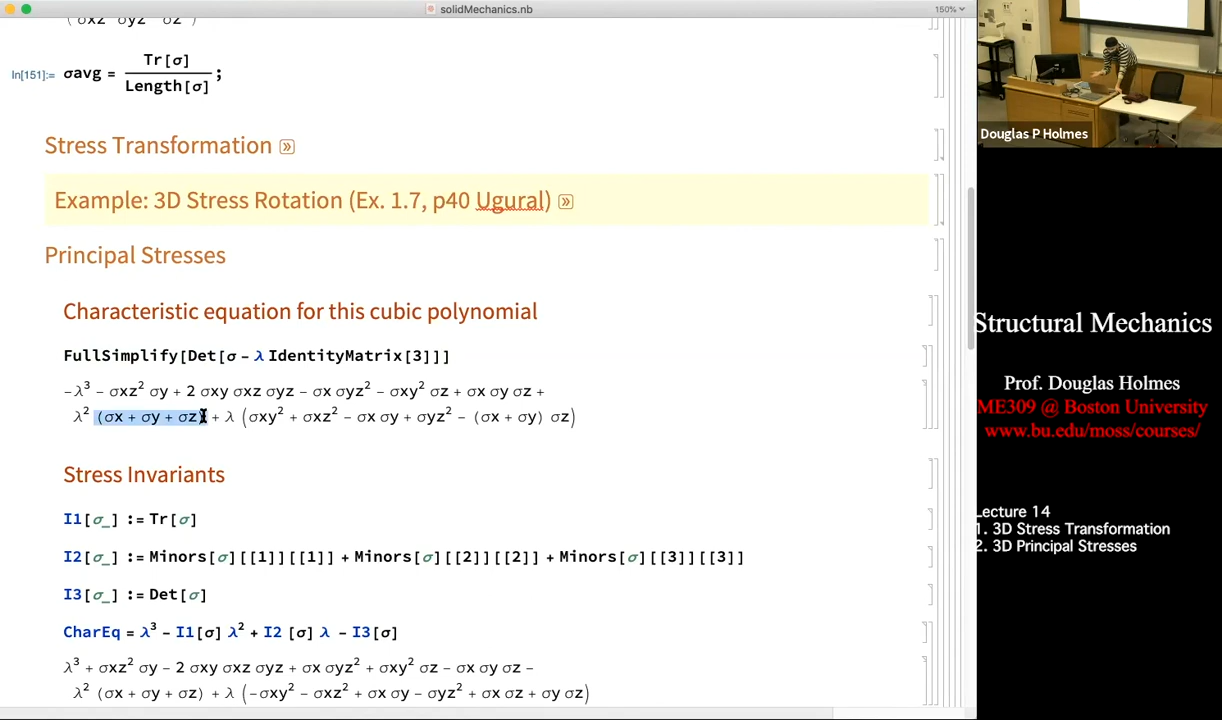 solidMechanics.nb
150%
(σxz σyz σz)
In[151]:= σavg = Tr[σ] / Length[σ] ;
Stress Transformation
Example: 3D Stress Rotation (Ex. 1.7, p40 Ugural)
Principal Stresses
Characteristic equation for this cubic polynomial
FullSimplify[Det[σ - λ IdentityMatrix[3]]]
-λ³ - σxz² σy + 2 σxy σxz σyz - σx σyz² - σxy² σz + σx σy σz +
λ² (σx + σy + σz) + λ (σxy² + σxz² - σx σy + σyz² - (σx + σy) σz)
Stress Invariants
I1[σ_] := Tr[σ]
I2[σ_] := Minors[σ][[1]][[1]] + Minors[σ][[2]][[2]] + Minors[σ][[3]][[3]]
I3[σ_] := Det[σ]
CharEq = λ³ - I1[σ] λ² + I2 [σ] λ - I3[σ]
λ³ + σxz² σy - 2 σxy σxz σyz + σx σyz² + σxy² σz - σx σy σz -
λ² (σx + σy + σz) + λ (-σxy² - σxz² + σx σy - σyz² + σx σz + σy σz)
Douglas P Holmes
Structural Mechanics
Prof. Douglas Holmes
ME309 @ Boston University
www.bu.edu/moss/courses/
Lecture 14
1. 3D Stress Transformation
2. 3D Principal Stresses